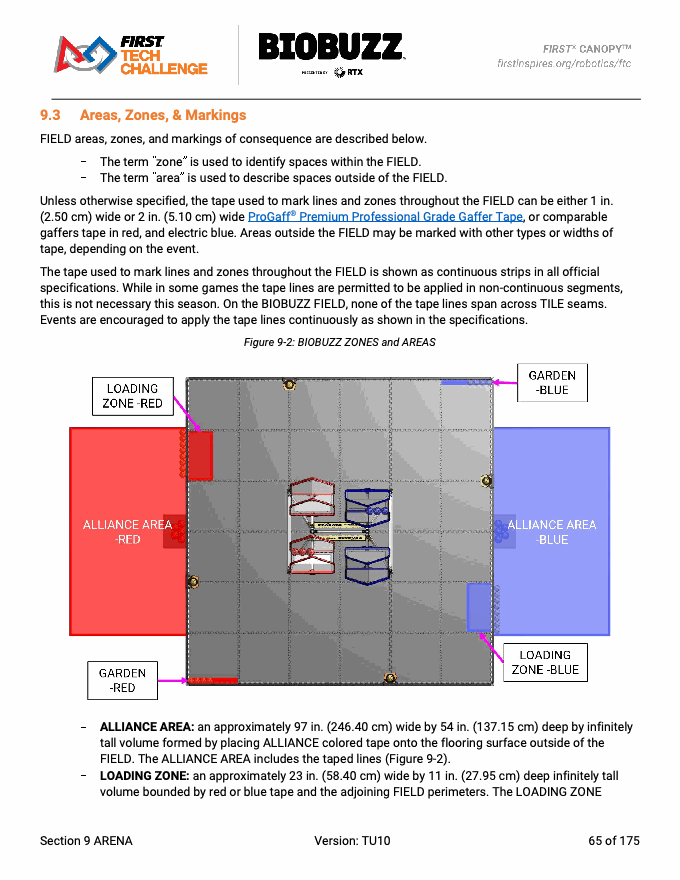 FIRST
TECH
CHALLENGE
BIOBUZZ
PRESENTED BY RTX
FIRST® CANOPY™
firstinspires.org/robotics/ftc
9.3 Areas, Zones, & Markings
FIELD areas, zones, and markings of consequence are described below.
− The term "zone" is used to identify spaces within the FIELD.
− The term "area" is used to describe spaces outside of the FIELD.
Unless otherwise specified, the tape used to mark lines and zones throughout the FIELD can be either 1 in.
(2.50 cm) wide or 2 in. (5.10 cm) wide ProGaff® Premium Professional Grade Gaffer Tape, or comparable
gaffers tape in red, and electric blue. Areas outside the FIELD may be marked with other types or widths of
tape, depending on the event.
The tape used to mark lines and zones throughout the FIELD is shown as continuous strips in all official
specifications. While in some games the tape lines are permitted to be applied in non-continuous segments,
this is not necessary this season. On the BIOBUZZ FIELD, none of the tape lines span across TILE seams.
Events are encouraged to apply the tape lines continuously as shown in the specifications.
Figure 9-2: BIOBUZZ ZONES and AREAS
LOADING
ZONE -RED
GARDEN
-BLUE
ALLIANCE AREA
-RED
ALLIANCE AREA
-BLUE
GARDEN
-RED
LOADING
ZONE -BLUE
− ALLIANCE AREA: an approximately 97 in. (246.40 cm) wide by 54 in. (137.15 cm) deep by infinitely
tall volume formed by placing ALLIANCE colored tape onto the flooring surface outside of the
FIELD. The ALLIANCE AREA includes the taped lines (Figure 9-2).
− LOADING ZONE: an approximately 23 in. (58.40 cm) wide by 11 in. (27.95 cm) deep infinitely tall
volume bounded by red or blue tape and the adjoining FIELD perimeters. The LOADING ZONE
Section 9 ARENA
Version: TU10
65 of 175